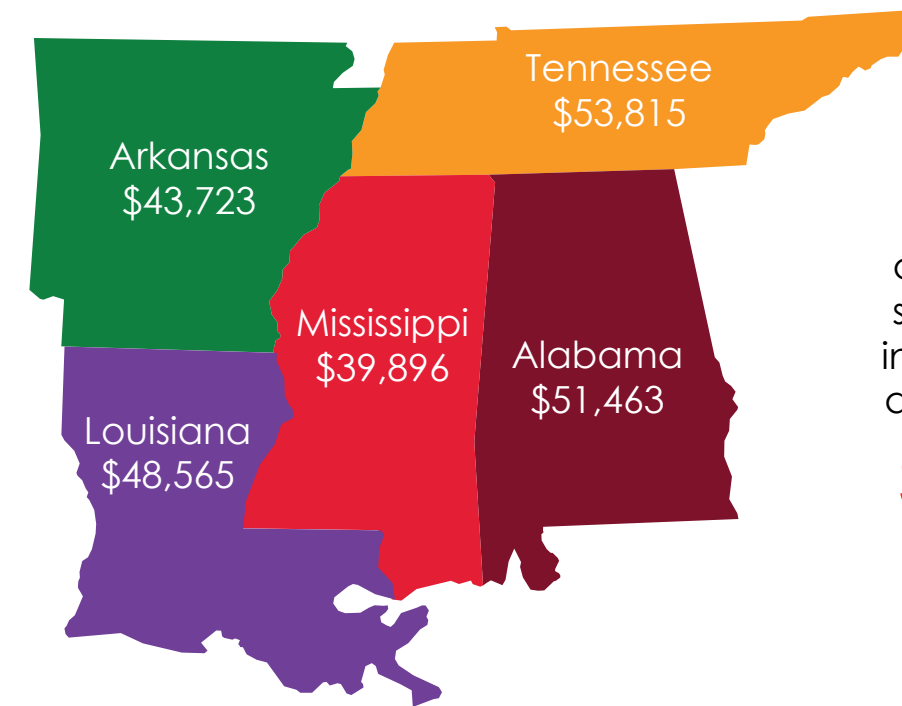 Tennessee
$53,815
Arkansas
$43,723
Mississippi
$39,896
Alabama
$51,463
Louisiana
$48,565